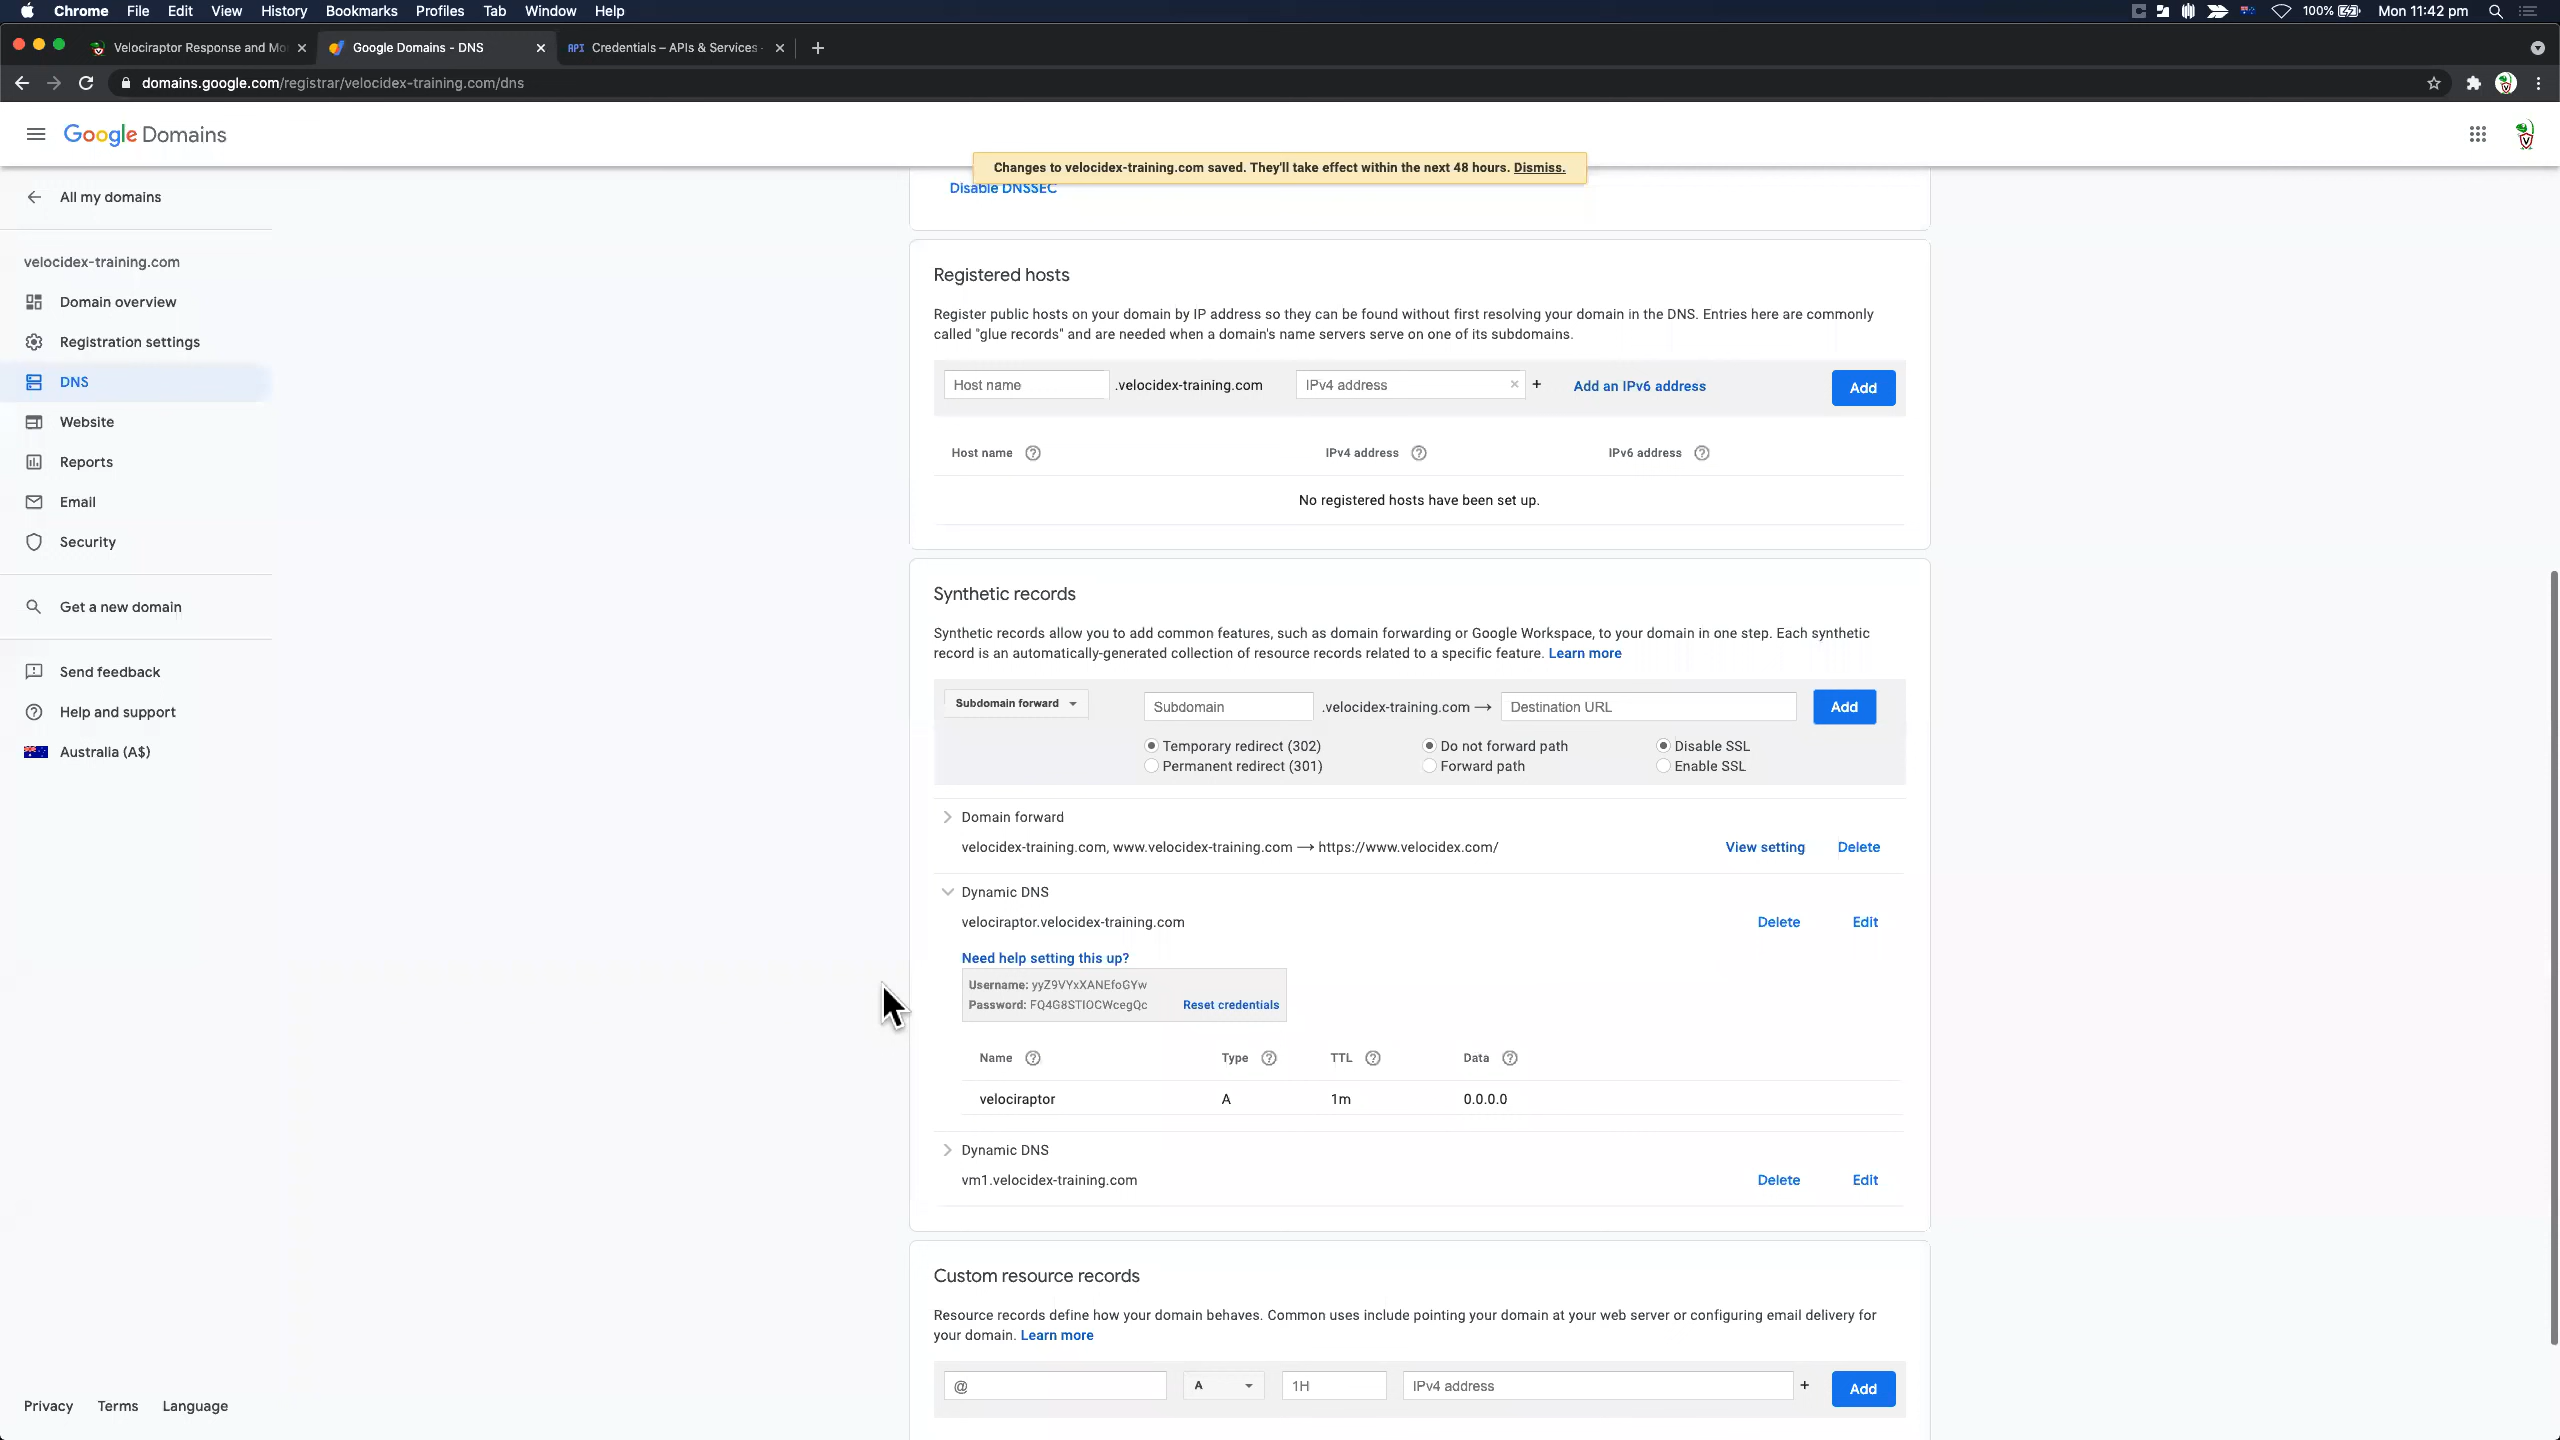 Chrome File Edit View History Bookmarks Profiles Tab Window Help
100% Mon 11:42 pm
Velociraptor Response and Mo
Google Domains - DNS
API Credentials – APIs & Services -
domains.google.com/registrar/velocidex-training.com/dns
Google Domains
Changes to velocidex-training.com saved. They'll take effect within the next 48 hours. Dismiss.
All my domains
velocidex-training.com
Domain overview
Registration settings
DNS
Website
Reports
Email
Security
Get a new domain
Send feedback
Help and support
Australia (A$)
Privacy Terms Language
Disable DNSSEC
Registered hosts
Register public hosts on your domain by IP address so they can be found without first resolving your domain in the DNS. Entries here are commonly
called "glue records" and are needed when a domain's name servers serve on one of its subdomains.
Host name .velocidex-training.com IPv4 address × + Add an IPv6 address Add
Host name ? IPv4 address ? IPv6 address ?
No registered hosts have been set up.
Synthetic records
Synthetic records allow you to add common features, such as domain forwarding or Google Workspace, to your domain in one step. Each synthetic
record is an automatically-generated collection of resource records related to a specific feature. Learn more
Subdomain forward Subdomain .velocidex-training.com → Destination URL Add
Temporary redirect (302) Do not forward path Disable SSL
Permanent redirect (301) Forward path Enable SSL
Domain forward
velocidex-training.com, www.velocidex-training.com → https://www.velocidex.com/ View setting Delete
Dynamic DNS
velociraptor.velocidex-training.com Delete Edit
Need help setting this up?
Username: yyZ9VYxXANEfoGYw
Password: FQ4G8STIOCWcegQc Reset credentials
Name ? Type ? TTL ? Data ?
velociraptor A 1m 0.0.0.0
Dynamic DNS
vm1.velocidex-training.com Delete Edit
Custom resource records
Resource records define how your domain behaves. Common uses include pointing your domain at your web server or configuring email delivery for
your domain. Learn more
@ A 1H IPv4 address + Add